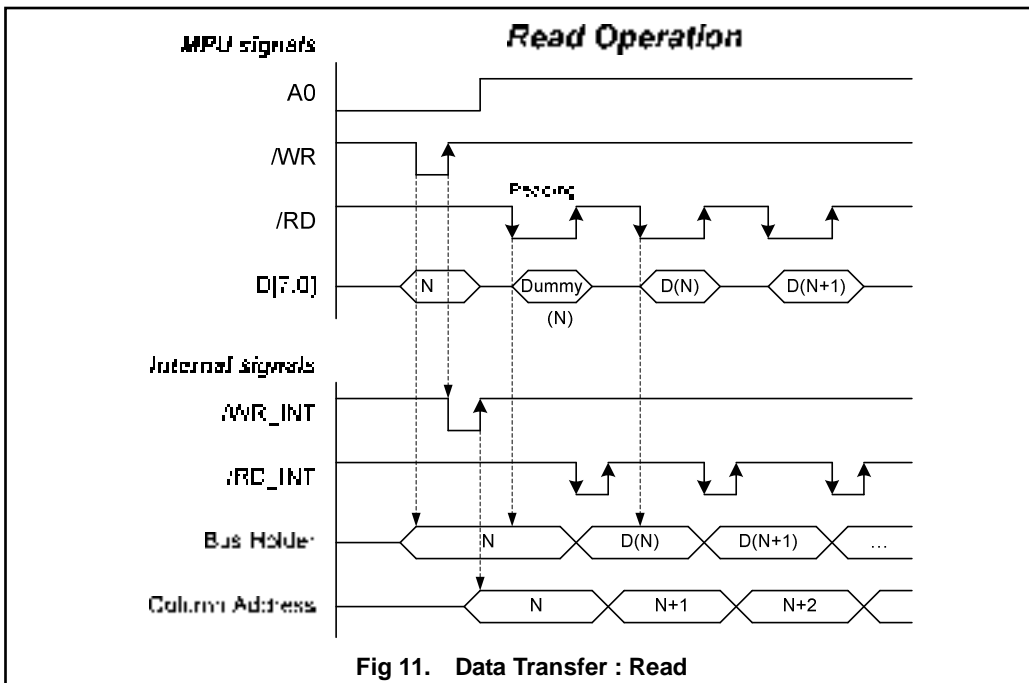 MPU signals
Read Operation
A0
/WR
Reading
/RD
D[7:0]
N
Dummy
D(N)
D(N+1)
(N)
Internal signals
/WR_INT
/RD_INT
Bus Holder
N
D(N)
D(N+1)
...
Column Address
N
N+1
N+2
Fig 11. Data Transfer : Read